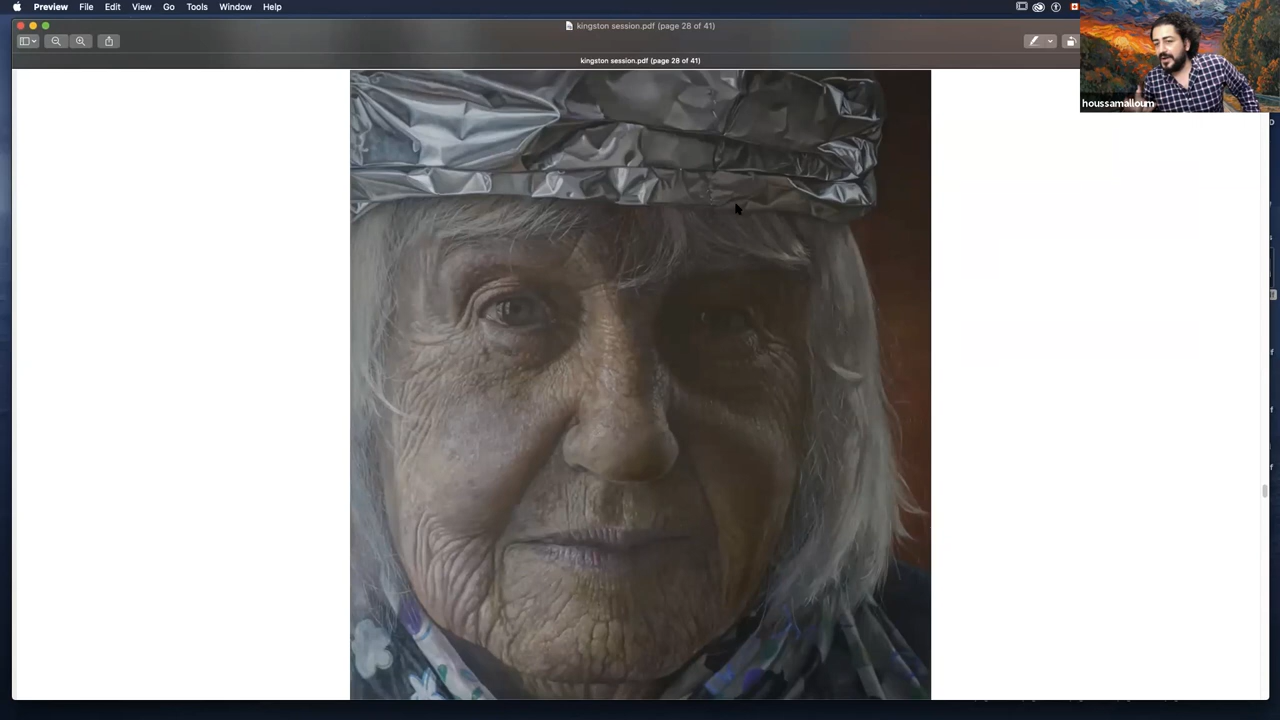 Preview File Edit View Go Tools Window Help
kingston session.pdf (page 28 of 41)
kingston session.pdf (page 28 of 41)
houssamalloum